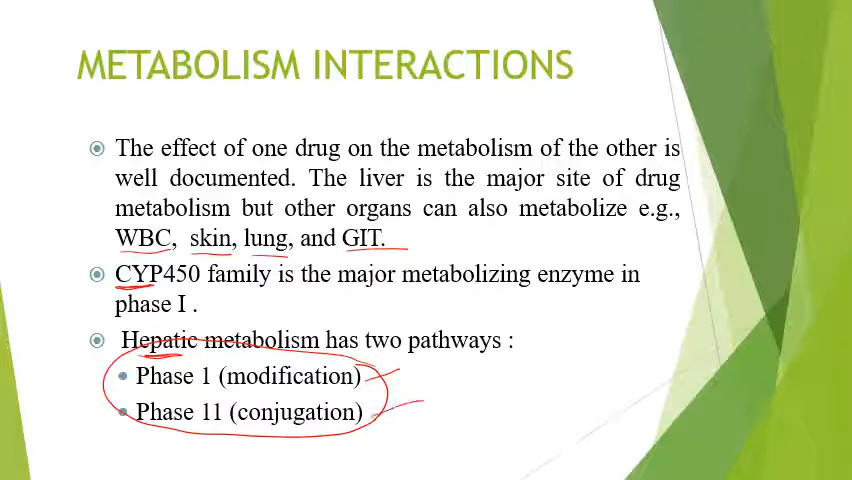 METABOLISM INTERACTIONS
The effect of one drug on the metabolism of the other is
well documented. The liver is the major site of drug
metabolism but other organs can also metabolize e.g.,
WBC, skin, lung, and GIT.
CYP450 family is the major metabolizing enzyme in
phase I .
Hepatic metabolism has two pathways :
Phase 1 (modification)
Phase 11 (conjugation)